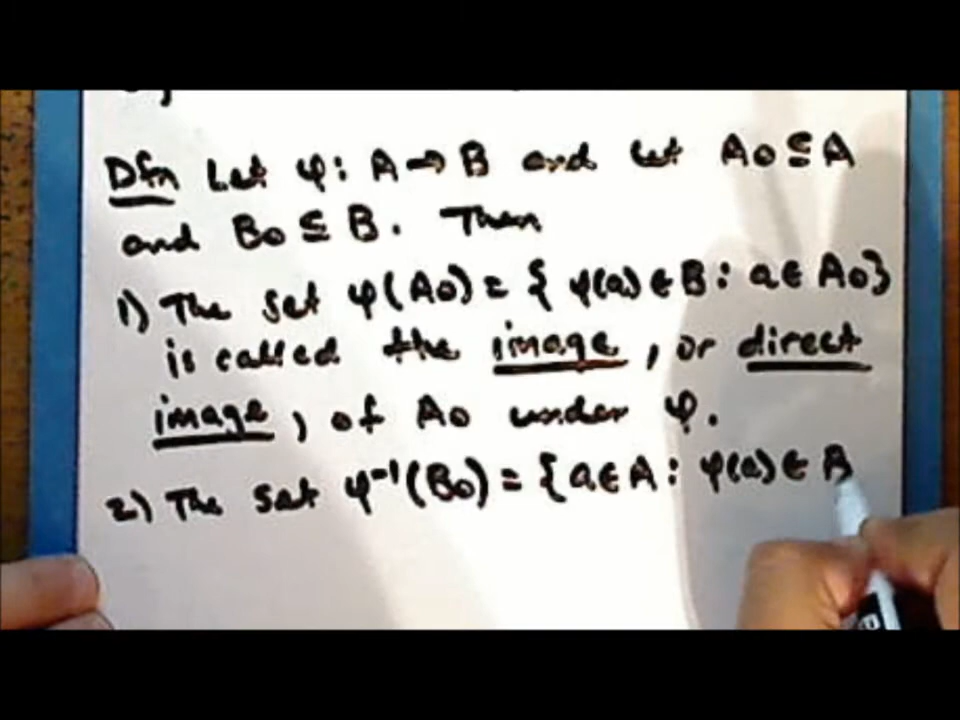 Dfn Let φ: A → B and let A₀ ⊆ A
and B₀ ⊆ B. Then
1) The set φ(A₀) = { φ(a) ∈ B : a ∈ A₀}
is called the image, or direct
image, of A₀ under φ.
2) The set φ⁻¹(B₀) = {a ∈ A : φ(a) ∈ B